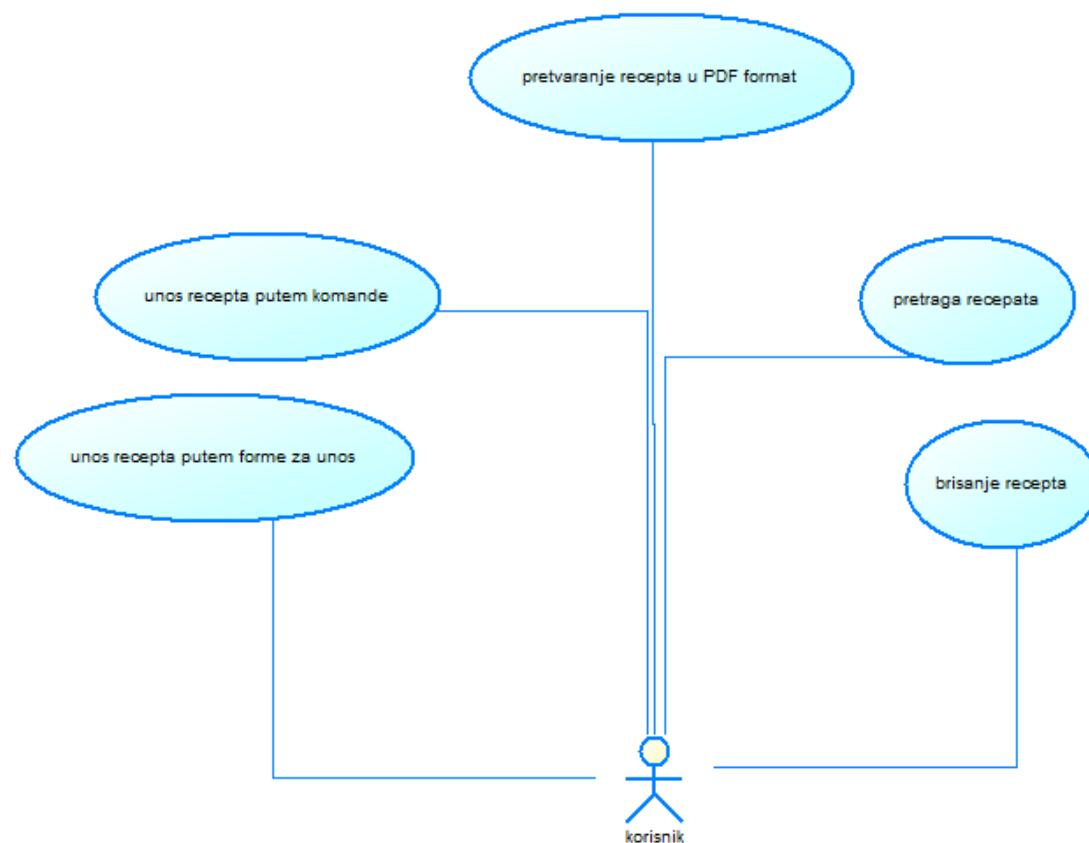 pretvaranje recepta u PDF format
unos recepta putem komande
pretraga recepata
unos recepta putem forme za unos
brisanje recepta
korisnik